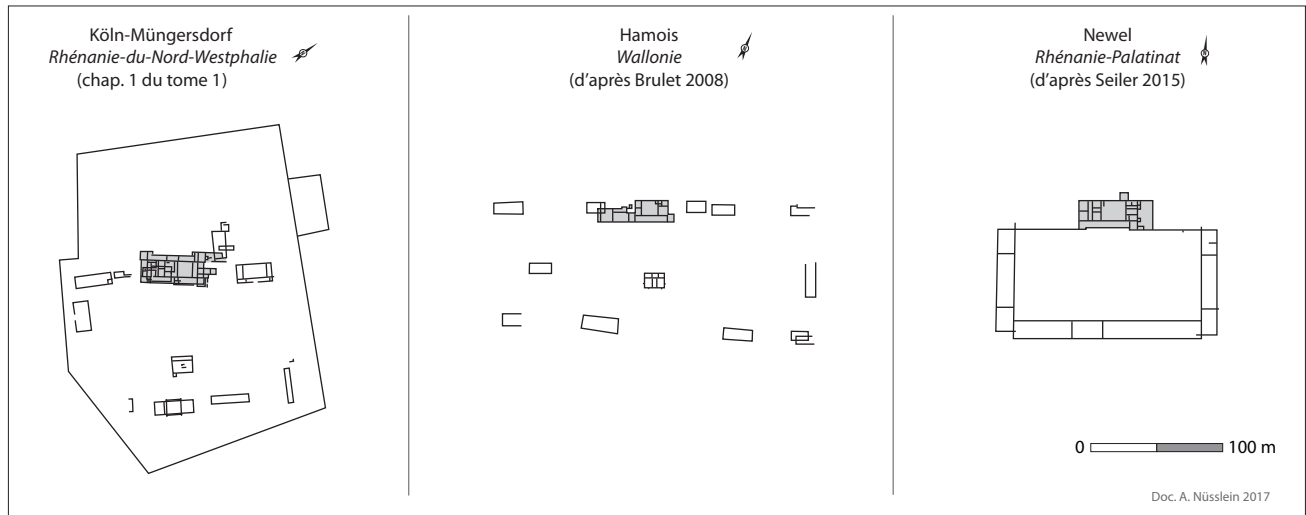 Köln-Müngersdorf
Rhénanie-du-Nord-Westphalie
(chap. 1 du tome 1)
Hamois
Wallonie
(d'après Brulet 2008)
Newel
Rhénanie-Palatinat
(d'après Seiler 2015)
0 100 m
Doc. A. Nüsslein 2017